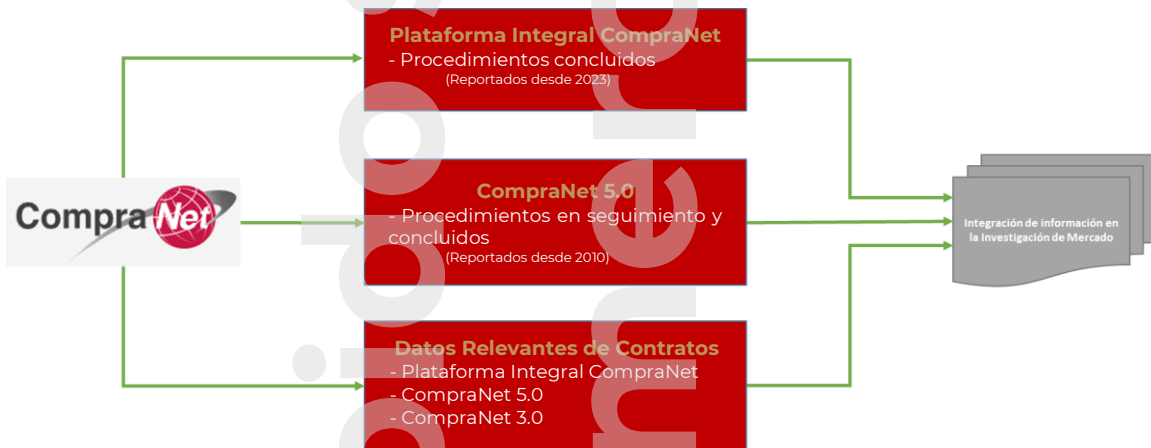 Plataforma Integral CompraNet
- Procedimientos concluidos
(Reportados desde 2023)
CompraNet
CompraNet 5.0
- Procedimientos en seguimiento y
concluidos
(Reportados desde 2010)
Integración de información en
la Investigación de Mercado
Datos Relevantes de Contratos
- Plataforma Integral CompraNet
- CompraNet 5.0
- CompraNet 3.0